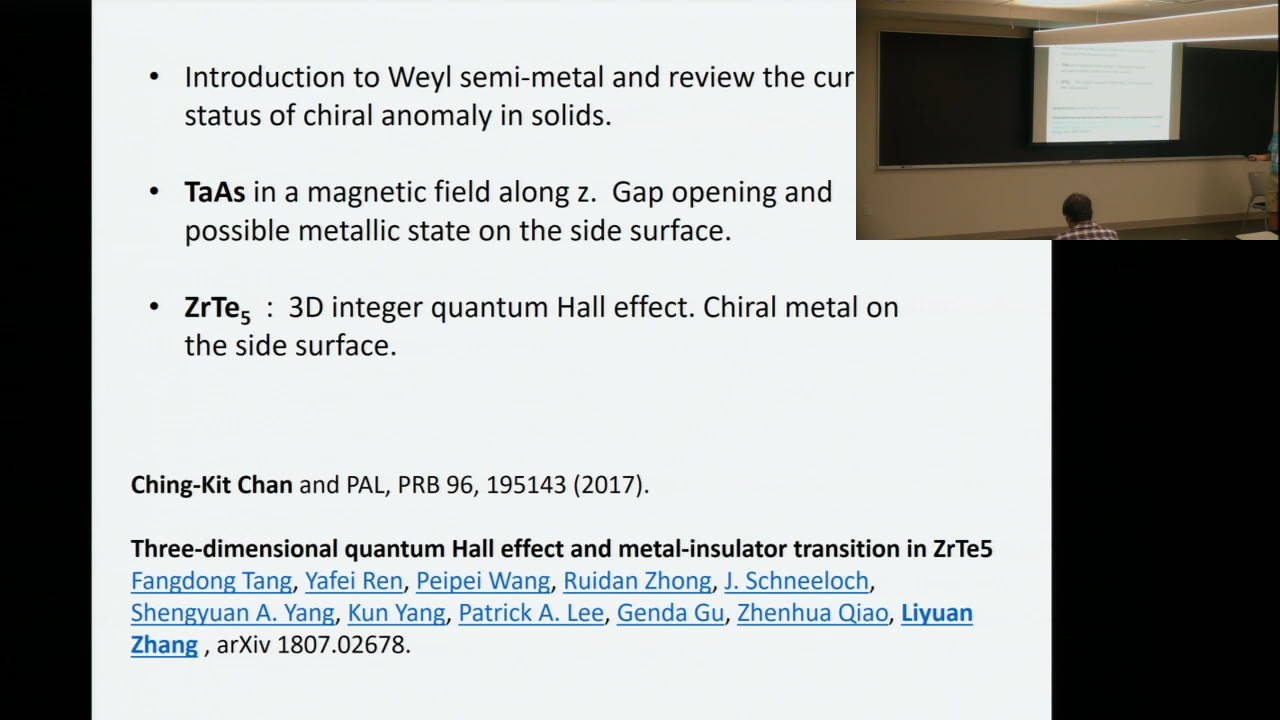 • Introduction to Weyl semi-metal and review the cur
status of chiral anomaly in solids.
• TaAs in a magnetic field along z. Gap opening and
possible metallic state on the side surface.
• ZrTe5 : 3D integer quantum Hall effect. Chiral metal on
the side surface.
Ching-Kit Chan and PAL, PRB 96, 195143 (2017).
Three-dimensional quantum Hall effect and metal-insulator transition in ZrTe5
Fangdong Tang, Yafei Ren, Peipei Wang, Ruidan Zhong, J. Schneeloch,
Shengyuan A. Yang, Kun Yang, Patrick A. Lee, Genda Gu, Zhenhua Qiao, Liyuan
Zhang , arXiv 1807.02678.